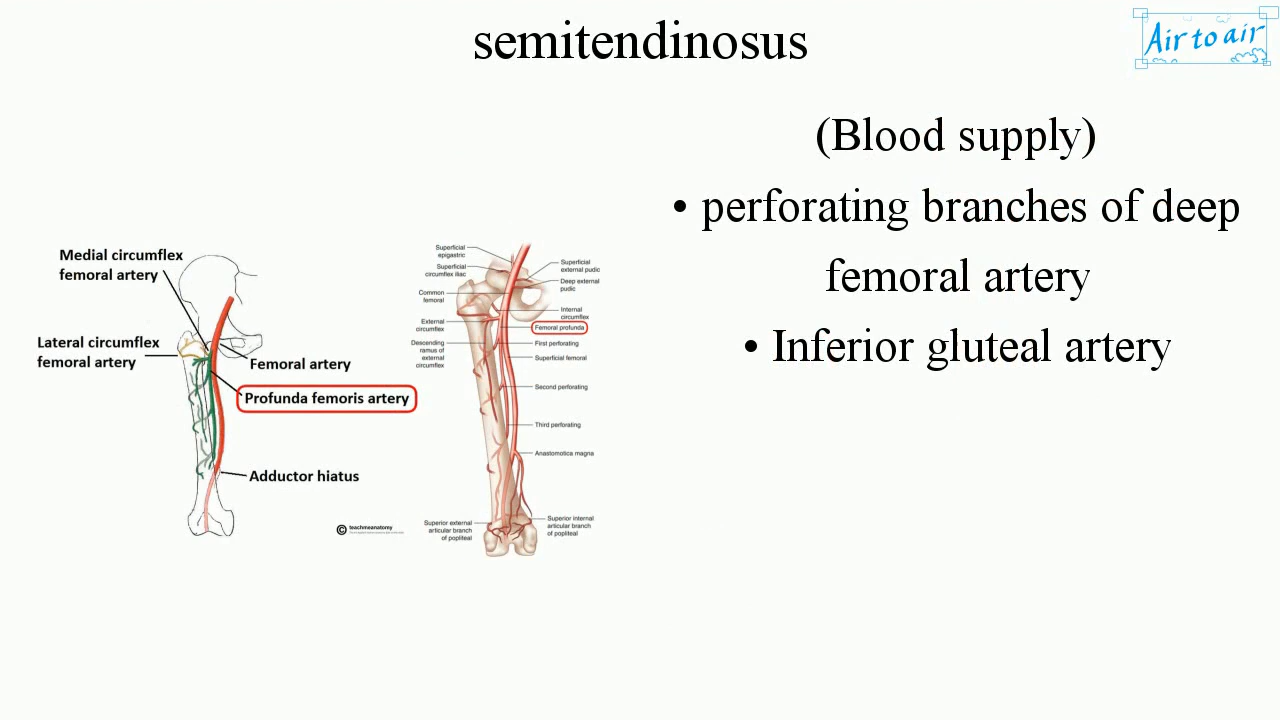 semitendinosus
Air to air
(Blood supply)
• perforating branches of deep
femoral artery
• Inferior gluteal artery
Medial circumflex
femoral artery
Lateral circumflex
femoral artery
Femoral artery
Profunda femoris artery
Adductor hiatus
© teachmeanatomy
Superficial
epigastric
Superficial
circumflex iliac
Common
femoral
External
circumflex
Descending
ramus of
external
circumflex
Superficial
external pudic
Deep external
pudic
Internal
circumflex
Femoral profunda
First perforating
Superficial femoral
Second perforating
Third perforating
Anastomotica magna
Superior external
articular branch
of popliteal
Superior internal
articular branch
of popliteal